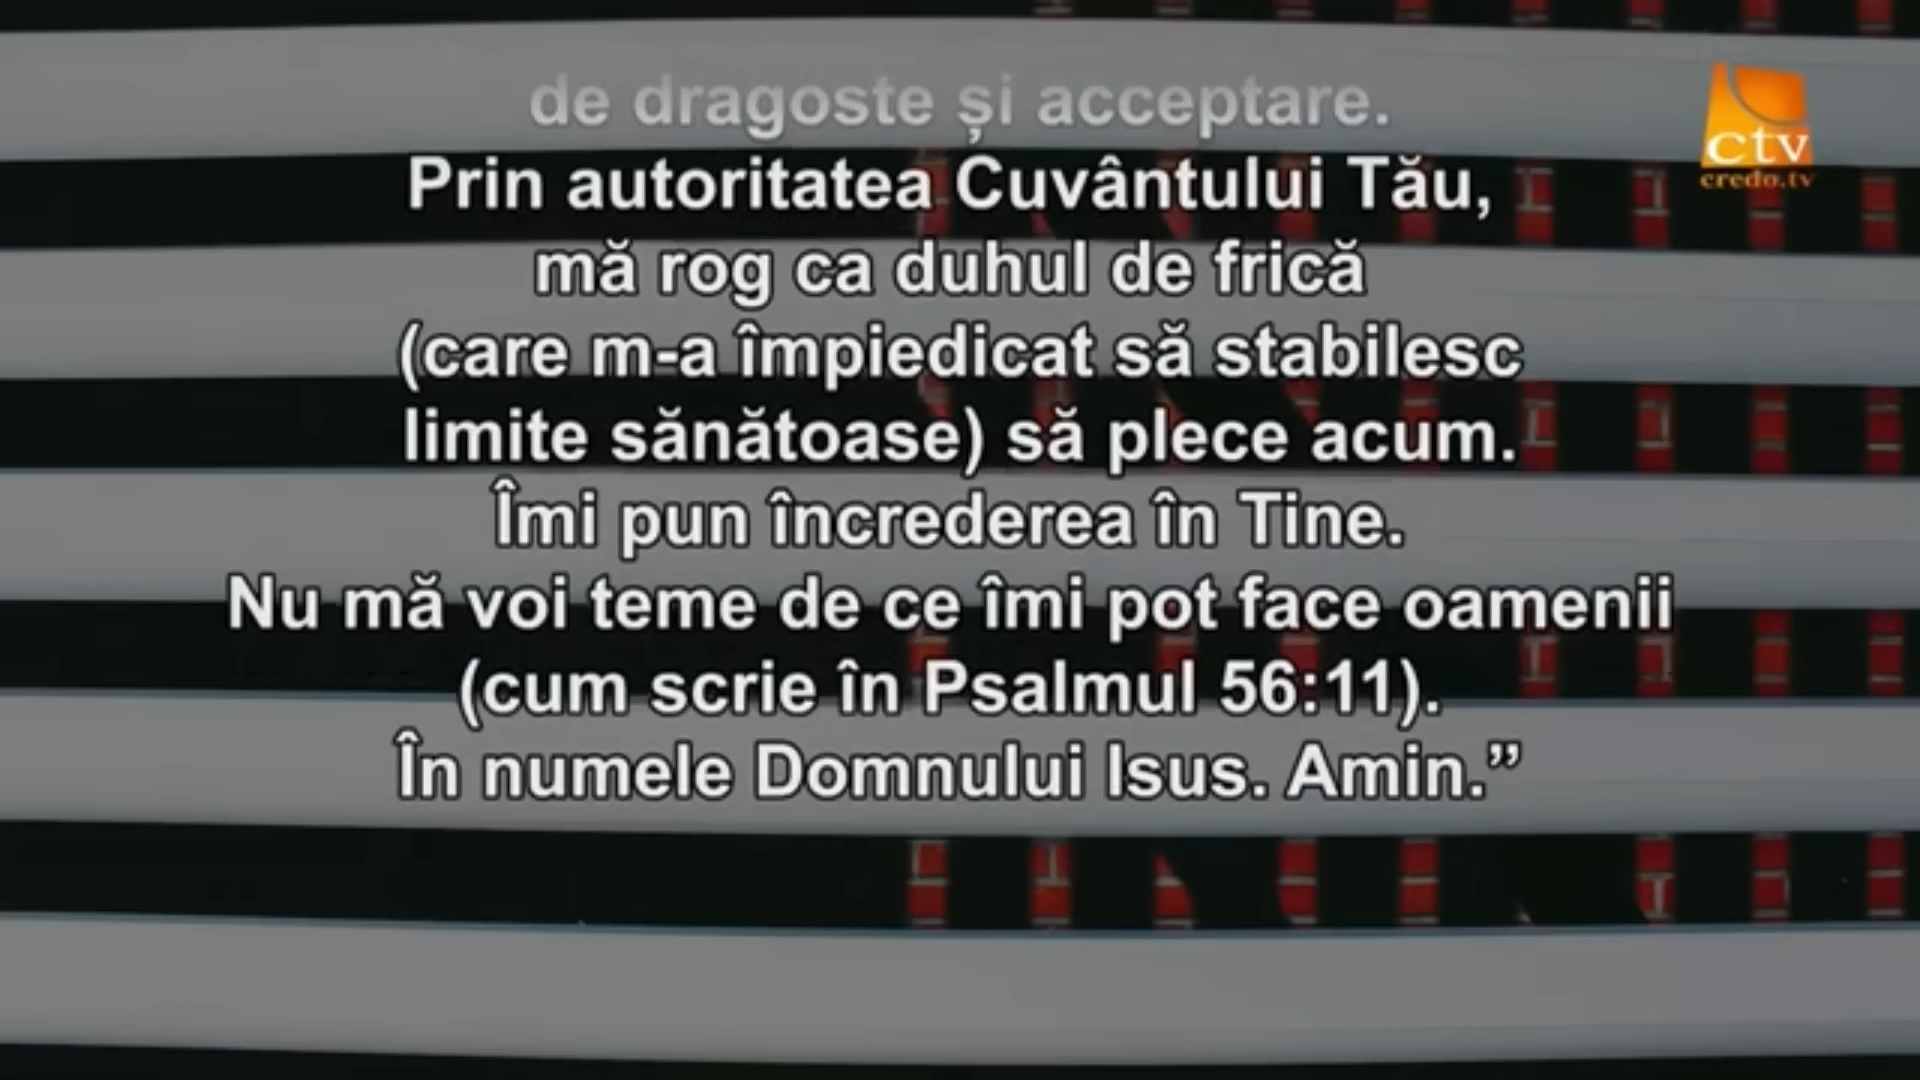 de dragoste și acceptare.
Prin autoritatea Cuvântului Tău,
mă rog ca duhul de frică
(care m-a împiedicat să stabilesc
limite sănătoase) să plece acum.
Îmi pun încrederea în Tine.
Nu mă voi teme de ce îmi pot face oamenii
(cum scrie în Psalmul 56:11).
În numele Domnului Isus. Amin.”
ctv
credo.tv